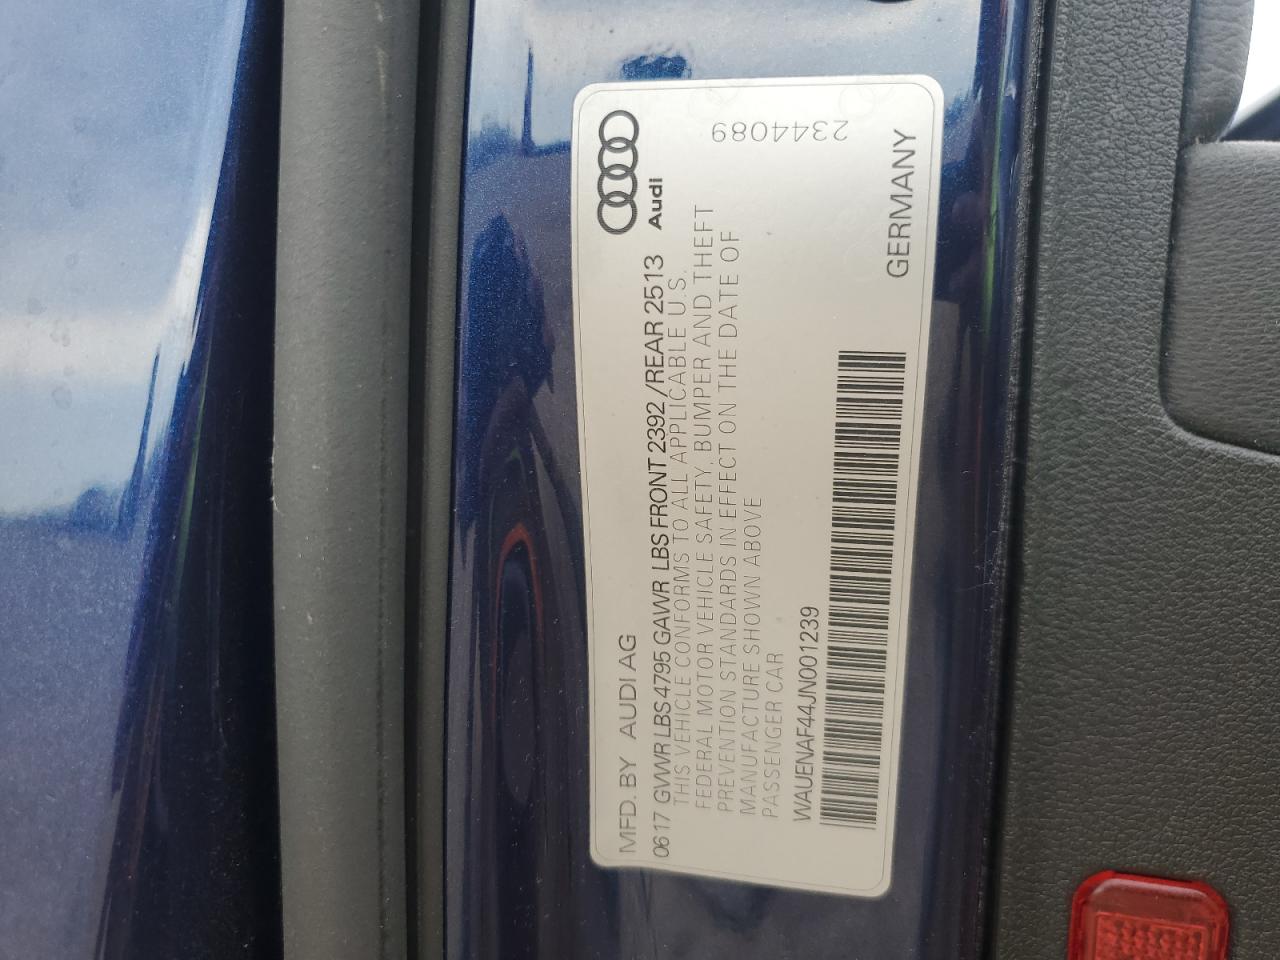 MFD. BY AUDI AG
Audi
0617 GVWR LBS 4795 GAWR LBS FRONT 2392 /REAR 2513
THIS VEHICLE CONFORMS TO ALL APPLICABLE U.S.
FEDERAL MOTOR VEHICLE SAFETY, BUMPER AND THEFT
PREVENTION STANDARDS IN EFFECT ON THE DATE OF
MANUFACTURE SHOWN ABOVE
PASSENGER CAR
WAUENAF44JN001239
GERMANY
2344089